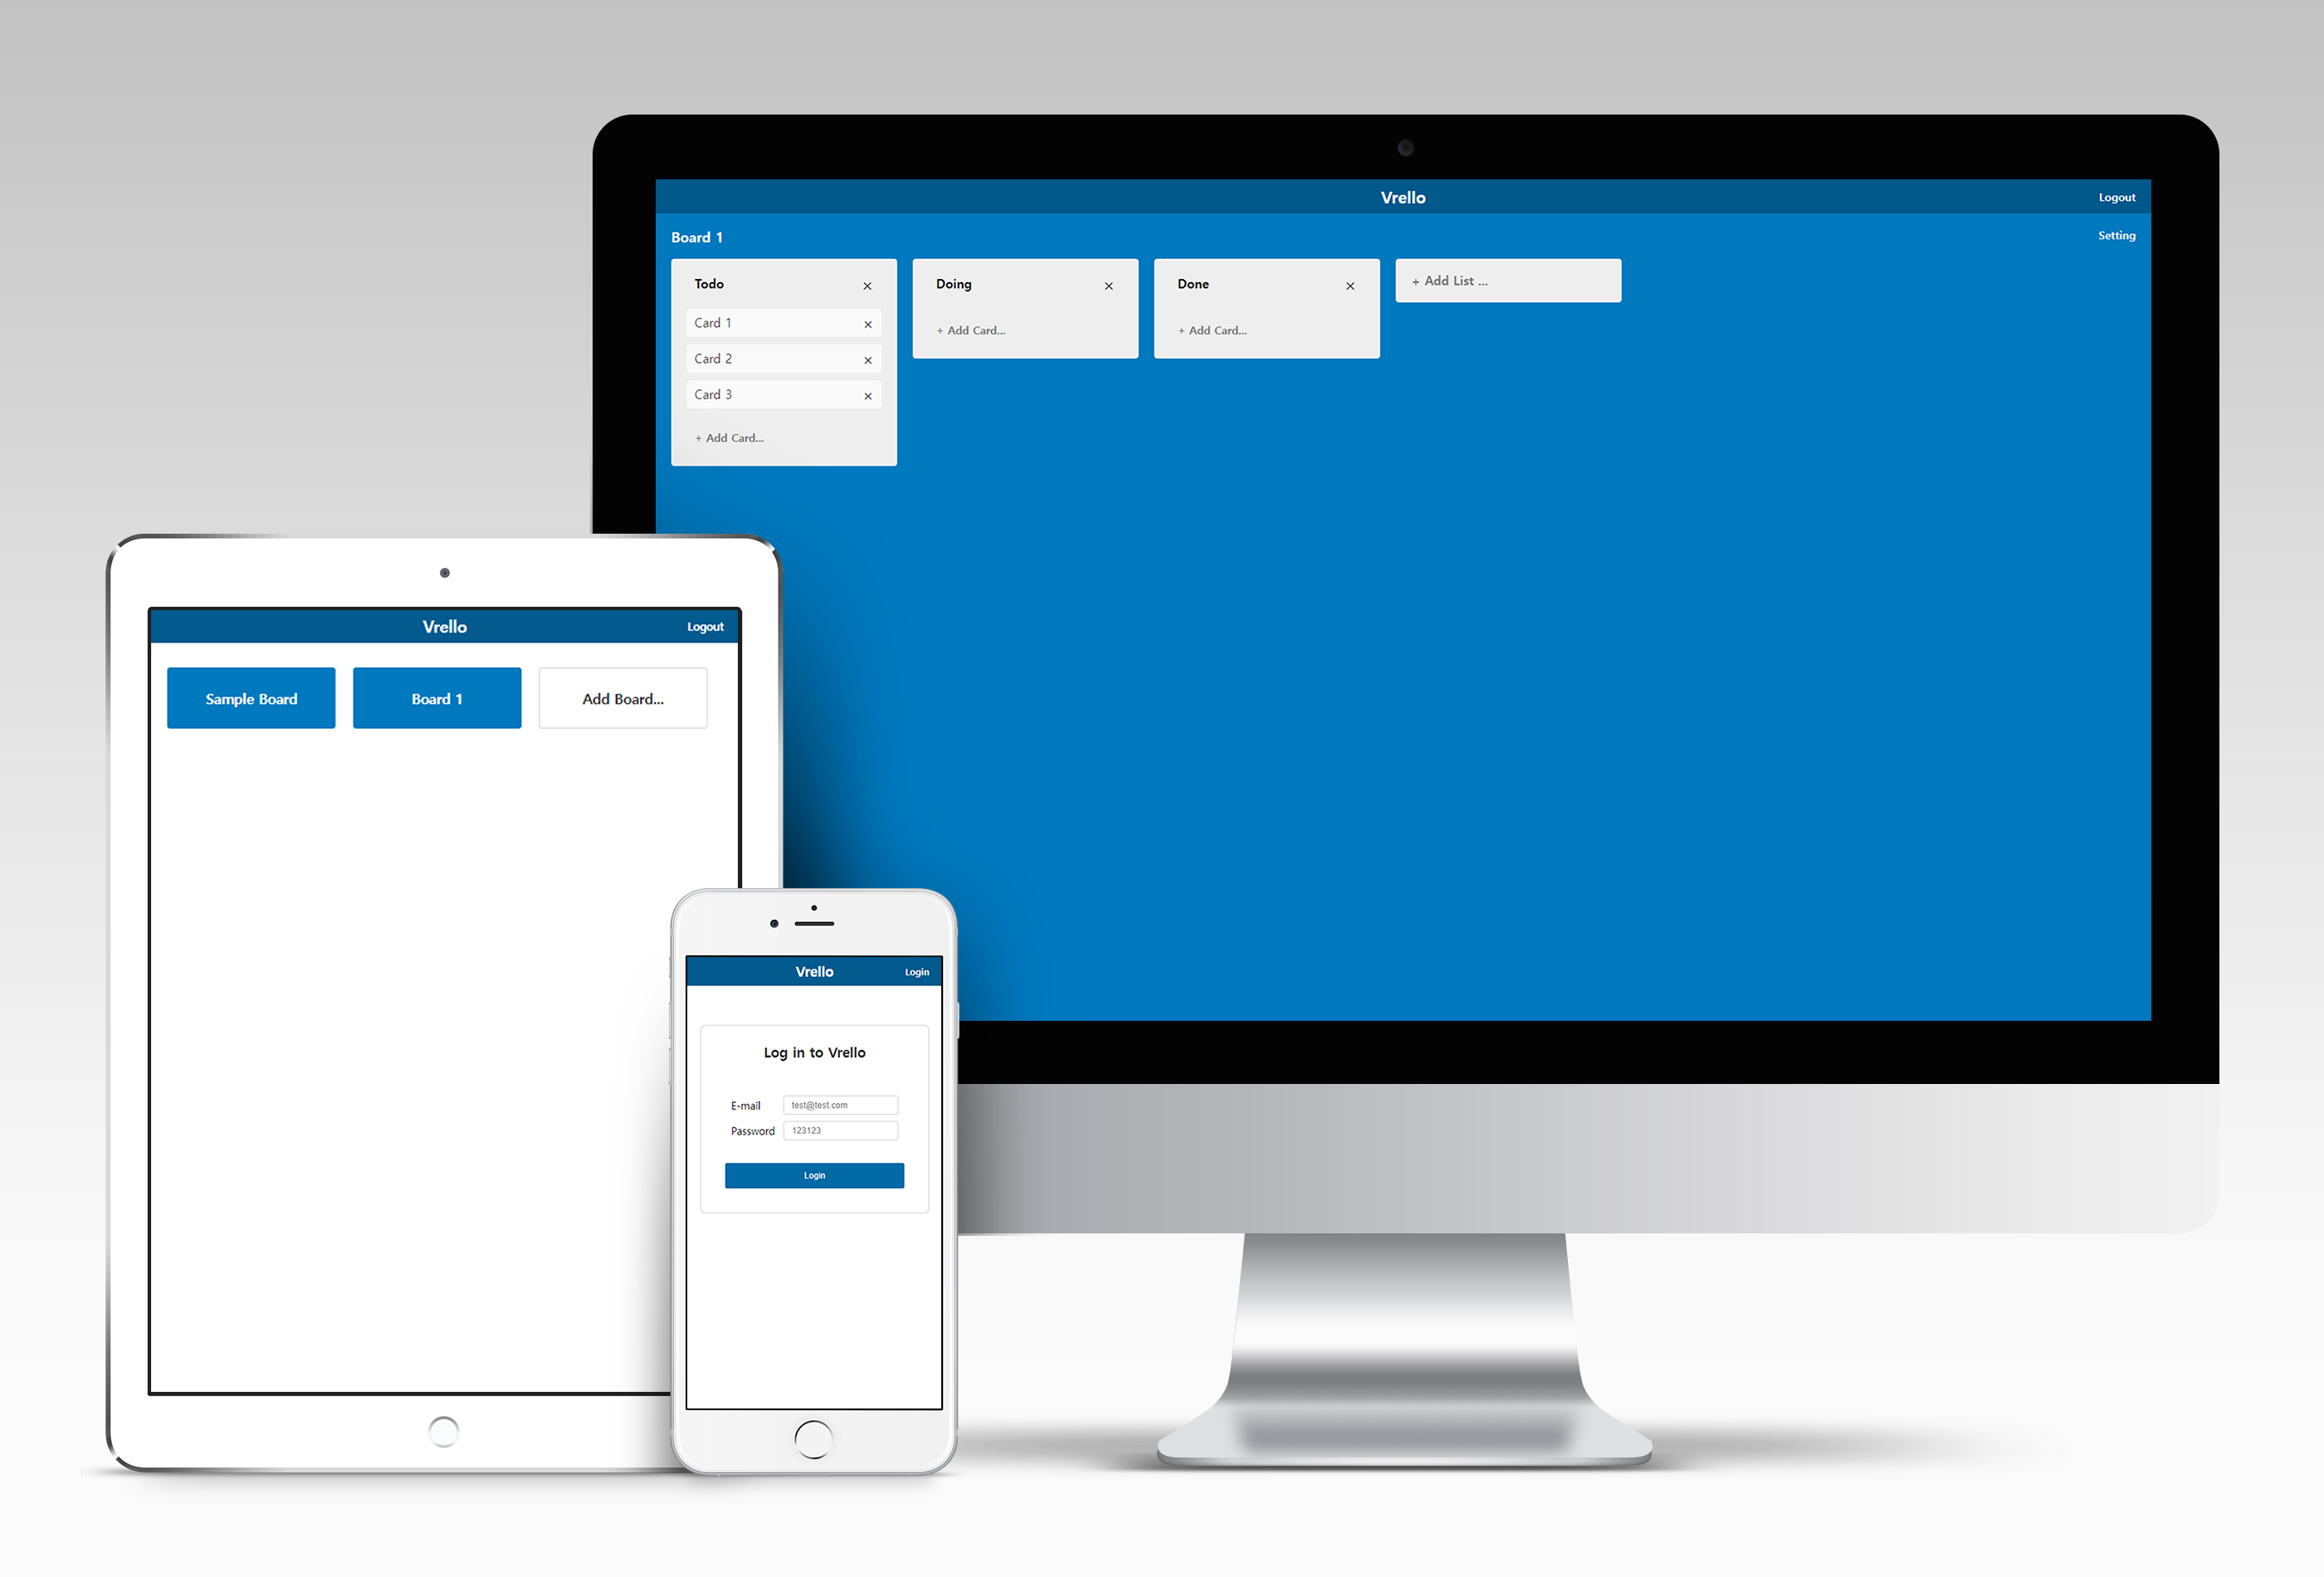 Vrello
Logout
Board 1
Setting
Todo
×
Card 1
×
Card 2
×
Card 3
×
+ Add Card...
Doing
×
+ Add Card...
Done
×
+ Add Card...
+ Add List ...
Vrello
Logout
Sample Board
Board 1
Add Board...
Vrello
Login
Log in to Vrello
E-mail
test@test.com
Password
123123
Login